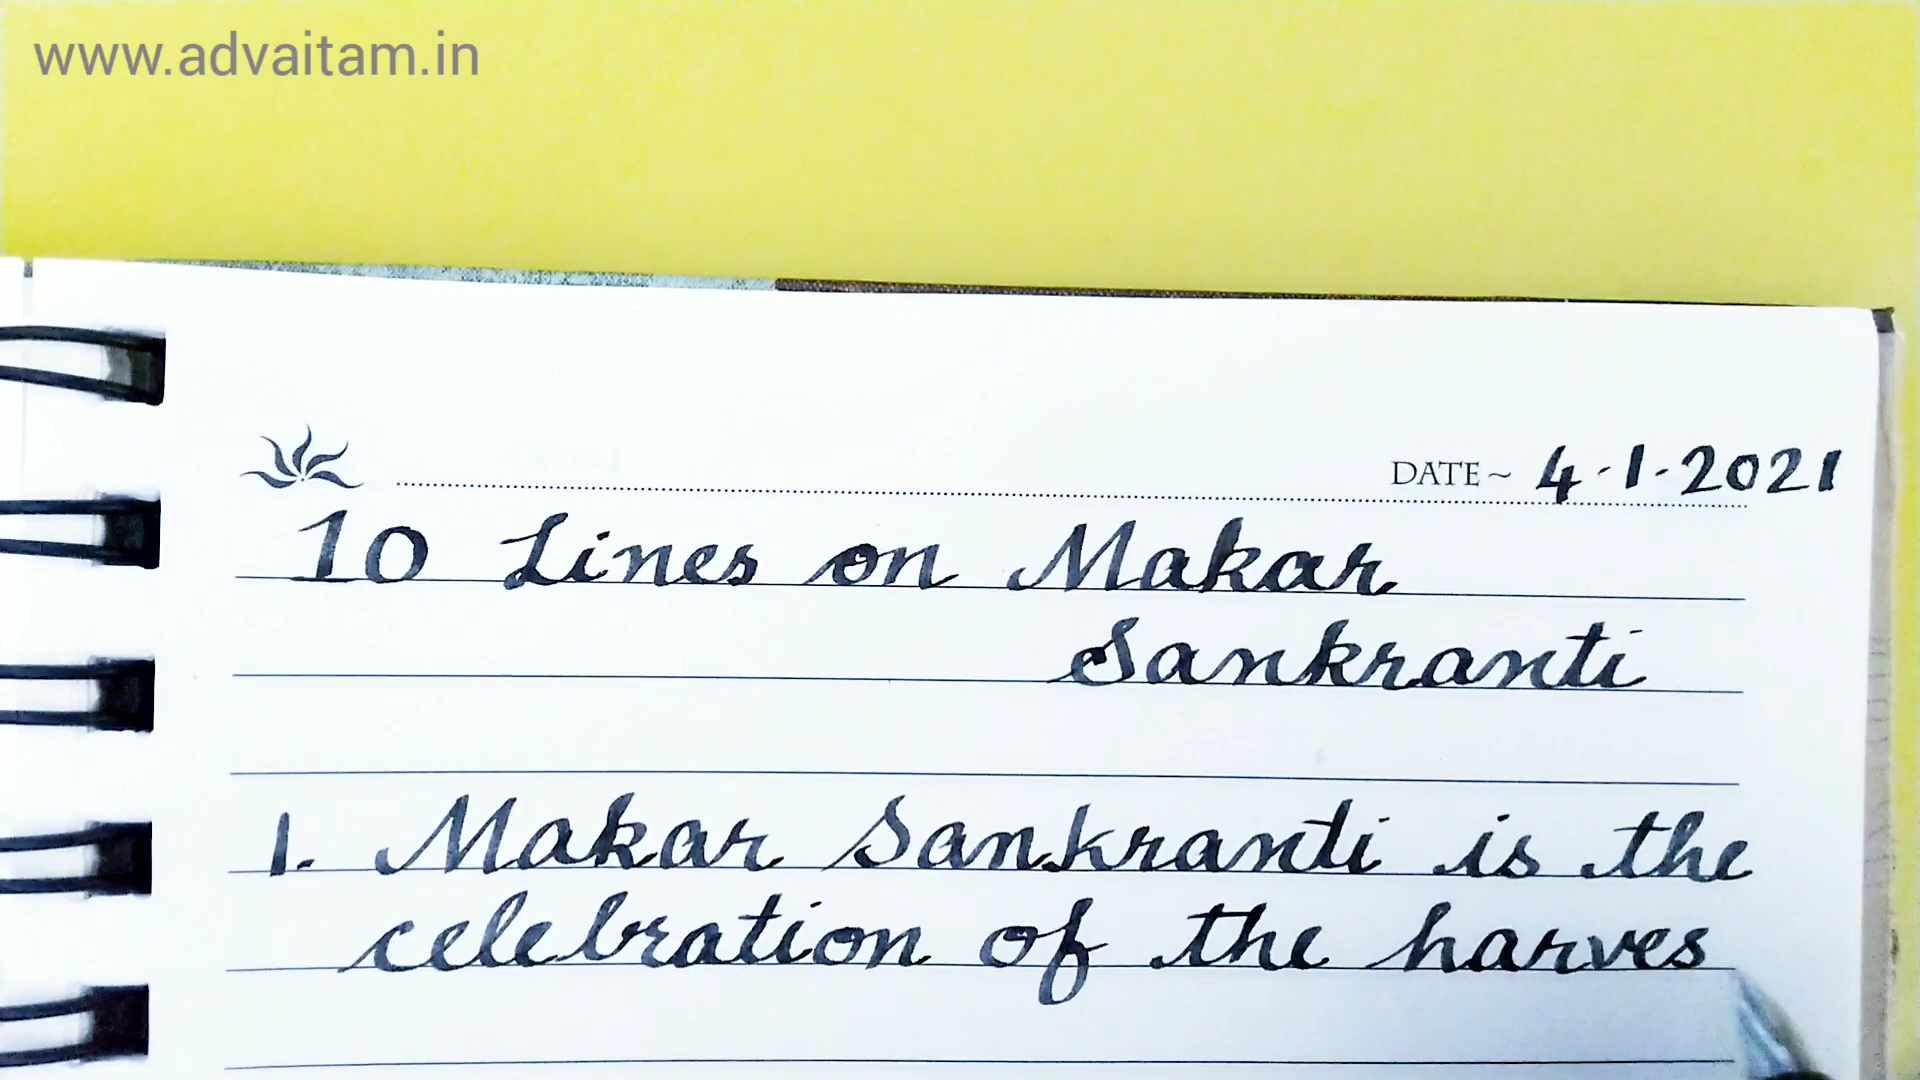 www.advaitam.in
DATE~ 4-1-2021
10 Lines on Makar
Sankranti
1. Makar Sankranti is the
celebration of the harves